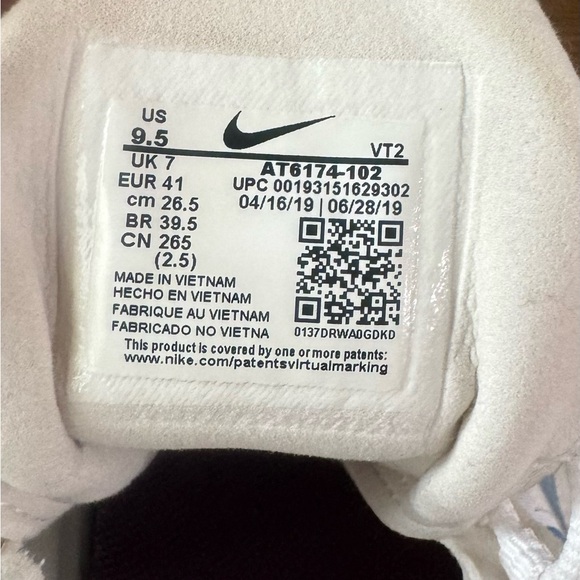 US
9.5
VT2
UK 7
AT6174-102
EUR 41
UPC 00193151629302
cm 26.5
04/16/19 | 06/28/19
BR 39.5
CN 265
(2.5)
MADE IN VIETNAM
HECHO EN VIETNAM
FABRIQUE AU VIETNAM
FABRICADO NO VIETNA
0137DRWA0GDKD
This product is covered by one or more patents:
www.nike.com/patentsvirtualmarking